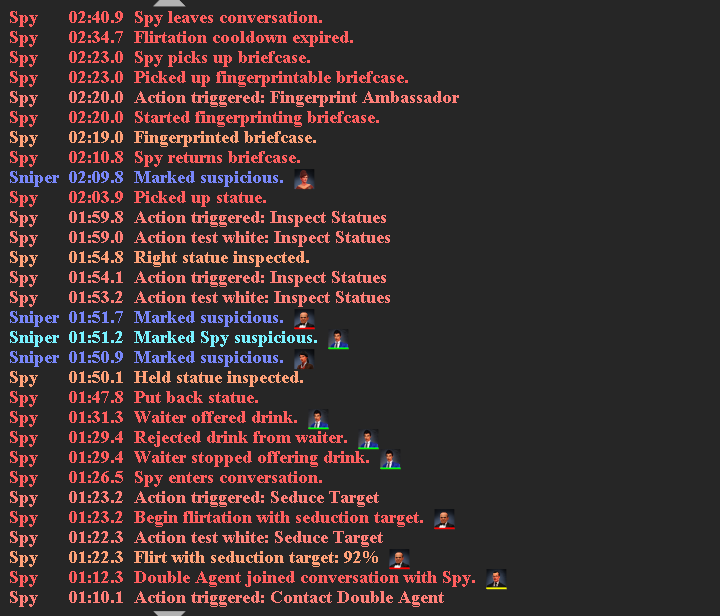 Spy 02:40.9 Spy leaves conversation.
Spy 02:34.7 Flirtation cooldown expired.
Spy 02:23.0 Spy picks up briefcase.
Spy 02:23.0 Picked up fingerprintable briefcase.
Spy 02:20.0 Action triggered: Fingerprint Ambassador
Spy 02:20.0 Started fingerprinting briefcase.
Spy 02:19.0 Fingerprinted briefcase.
Spy 02:10.8 Spy returns briefcase.
Sniper 02:09.8 Marked suspicious.
Spy 02:03.9 Picked up statue.
Spy 01:59.8 Action triggered: Inspect Statues
Spy 01:59.0 Action test white: Inspect Statues
Spy 01:54.8 Right statue inspected.
Spy 01:54.1 Action triggered: Inspect Statues
Spy 01:53.2 Action test white: Inspect Statues
Sniper 01:51.7 Marked suspicious.
Sniper 01:51.2 Marked Spy suspicious.
Sniper 01:50.9 Marked suspicious.
Spy 01:50.1 Held statue inspected.
Spy 01:47.8 Put back statue.
Spy 01:31.3 Waiter offered drink.
Spy 01:29.4 Rejected drink from waiter.
Spy 01:29.4 Waiter stopped offering drink.
Spy 01:26.5 Spy enters conversation.
Spy 01:23.2 Action triggered: Seduce Target
Spy 01:23.2 Begin flirtation with seduction target.
Spy 01:22.3 Action test white: Seduce Target
Spy 01:22.3 Flirt with seduction target: 92%
Spy 01:12.3 Double Agent joined conversation with Spy.
Spy 01:10.1 Action triggered: Contact Double Agent